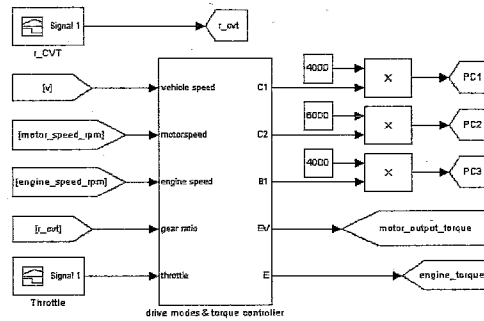 Signal 1
r_cvt
r_CVT
[v]
vehicle speed
C1
4000
×
PC1
[motor_speed_rpm]
motorspeed
C2
6000
×
PC2
[engine_speed_rpm]
engine speed
B1
4000
×
PC3
[r_cvt]
gear ratio
EV
motor_output_torque
Signal 1
throttle
E
engine_torque
Throttle
drive modes & torque controller